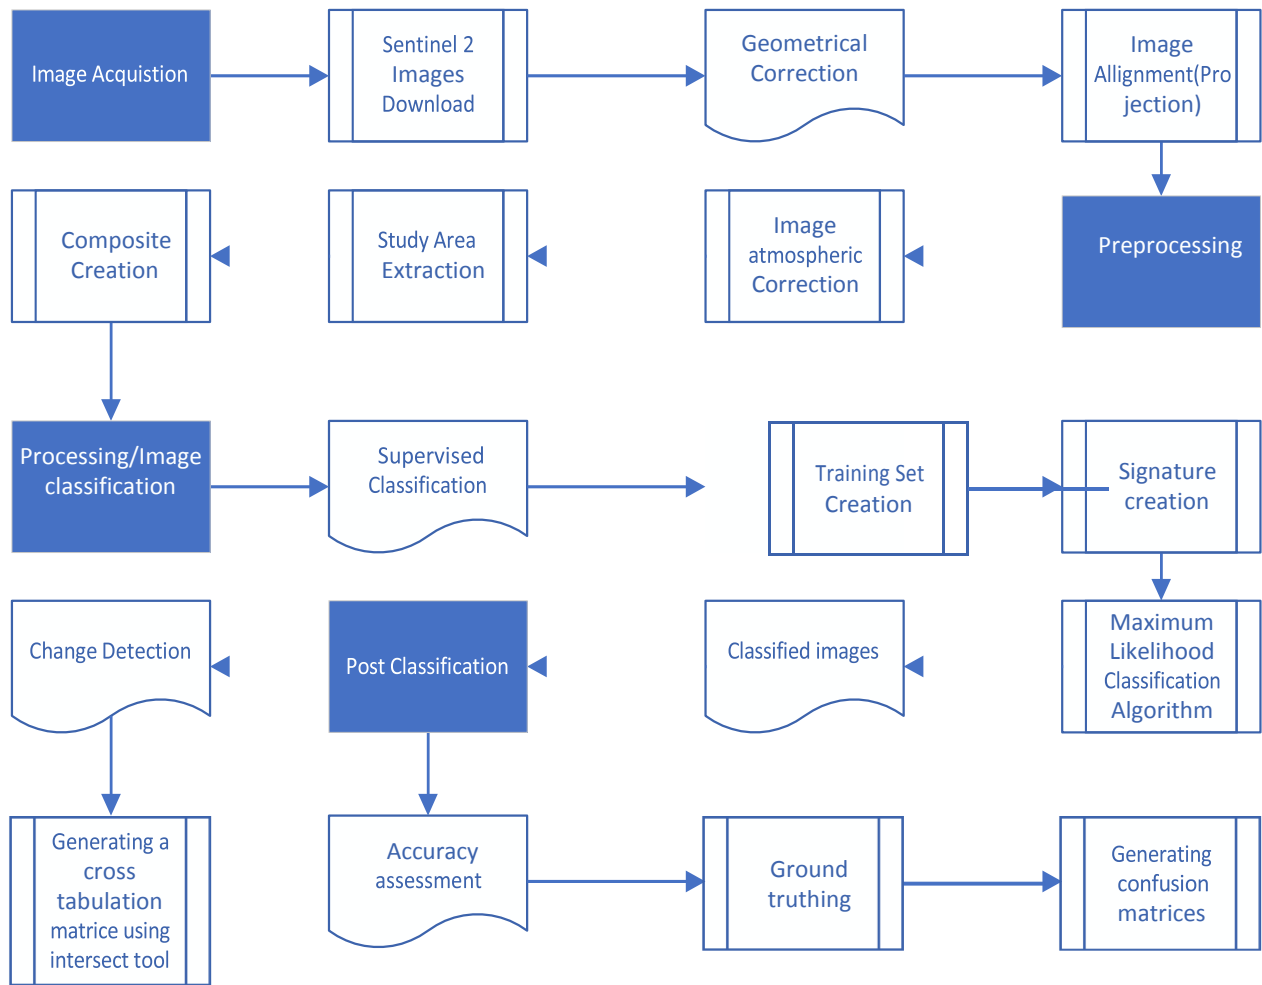 Image Acquistion
Sentinel 2
Images
Download
Geometrical
Correction
Image
Allignment(Pro
jection)
Composite
Creation
Study Area
Extraction
Image
atmospheric
Correction
Preprocessing
Processing/Image
classification
Supervised
Classification
Training Set
Creation
Signature
creation
Change Detection
Post Classification
Classified images
Maximum
Likelihood
Classification
Algorithm
Generating a
cross
tabulation
matrice using
intersect tool
Accuracy
assessment
Ground
truthing
Generating
confusion
matrices